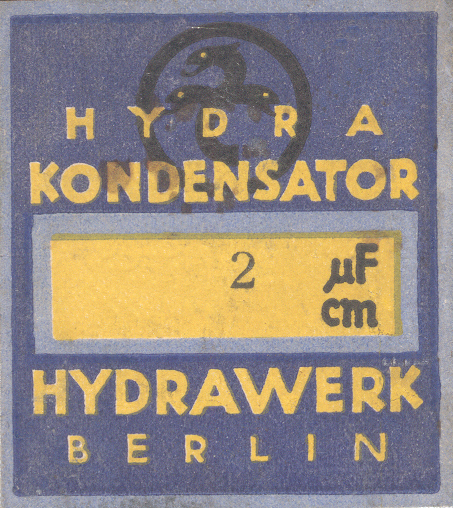 HYDRA
KONDENSATOR
2 µF
cm
HYDRAWERK
BERLIN